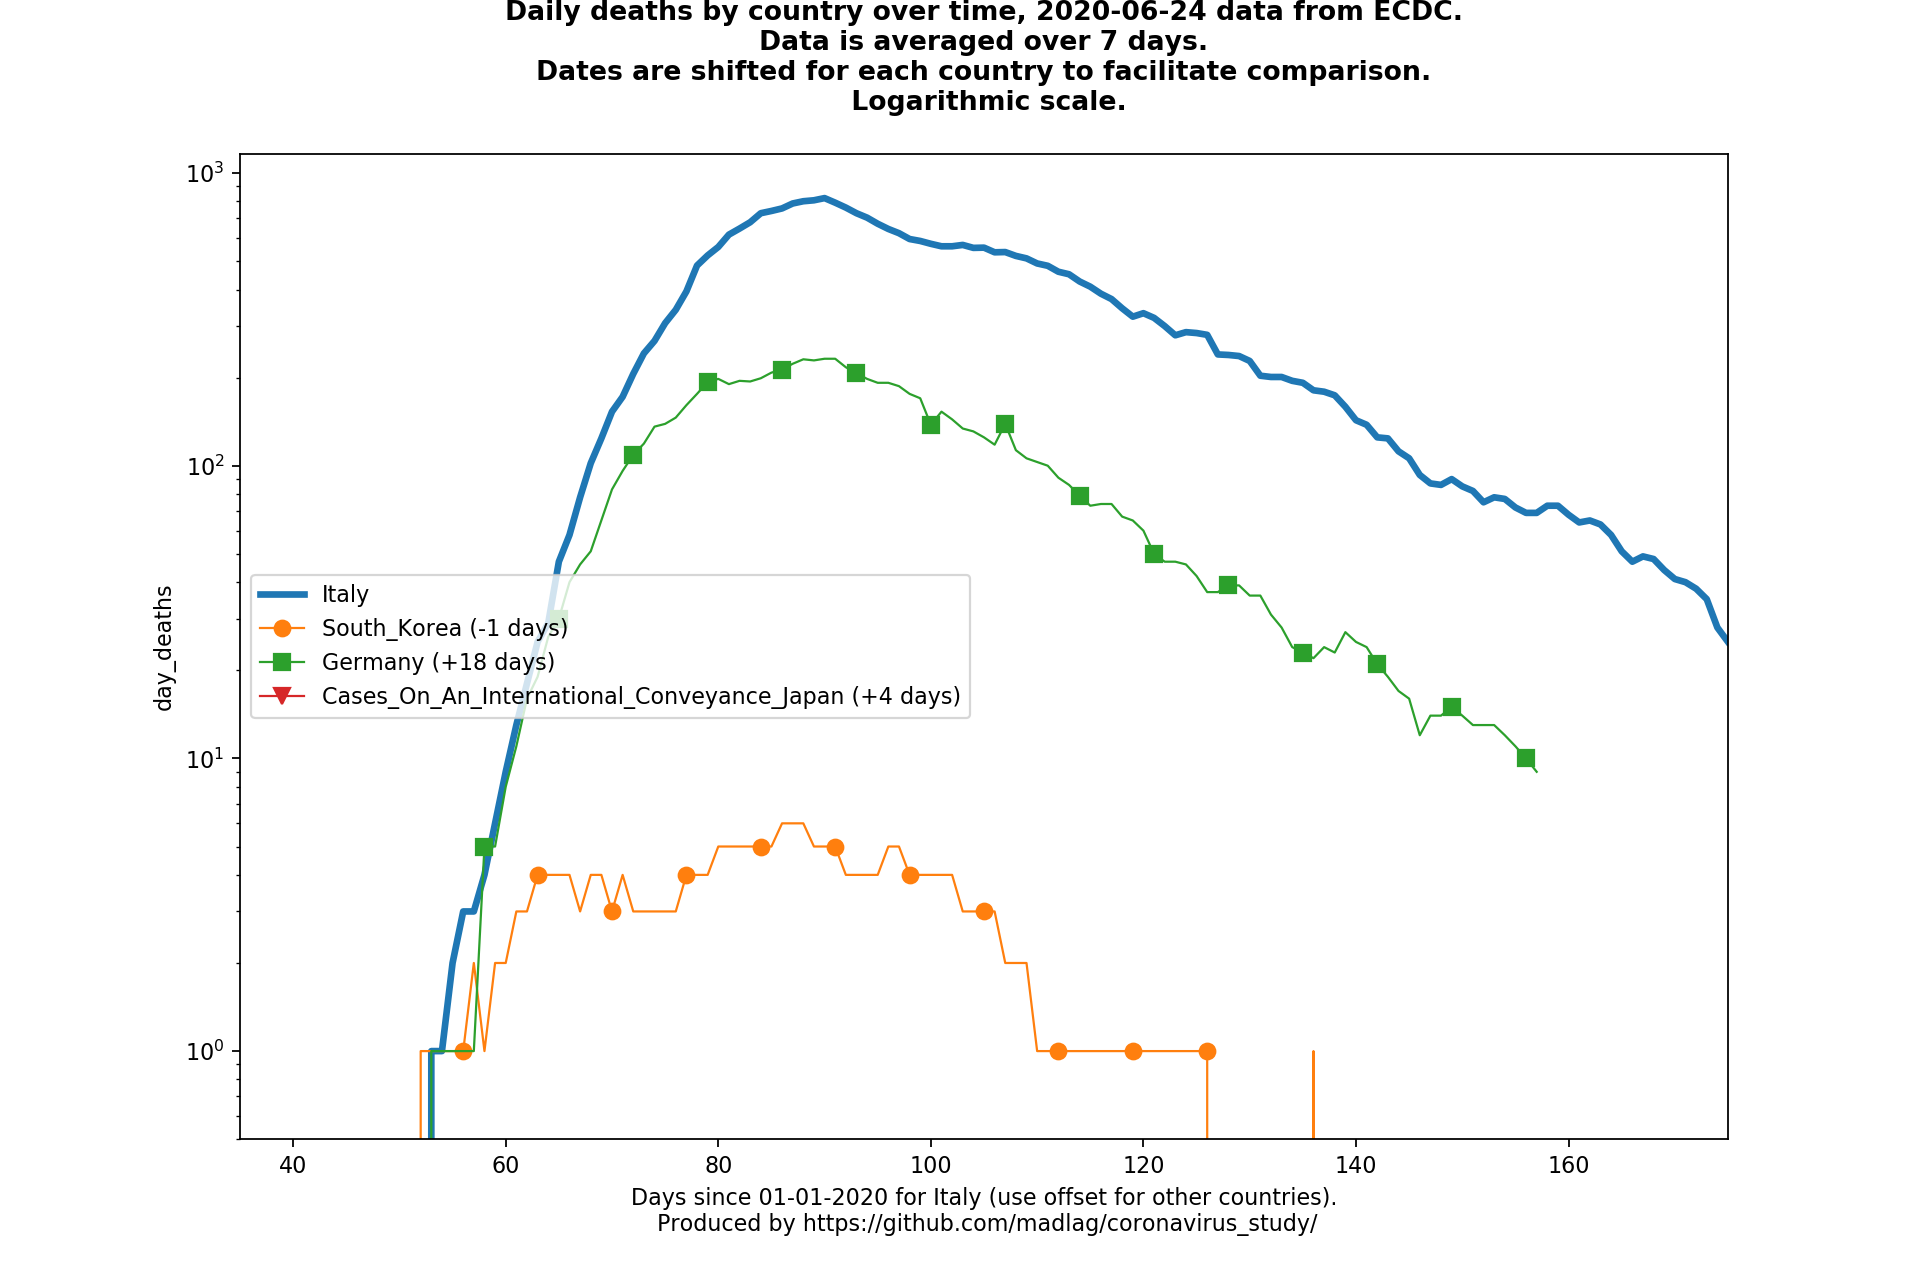 Daily deaths by country over time, 2020-06-24 data from ECDC.
Data is averaged over 7 days.
Dates are shifted for each country to facilitate comparison.
Logarithmic scale.
10³
10²
10¹
10⁰
day_deaths
Italy
South_Korea (-1 days)
Germany (+18 days)
Cases_On_An_International_Conveyance_Japan (+4 days)
40 60 80 100 120 140 160
Days since 01-01-2020 for Italy (use offset for other countries).
Produced by https://github.com/madlag/coronavirus_study/